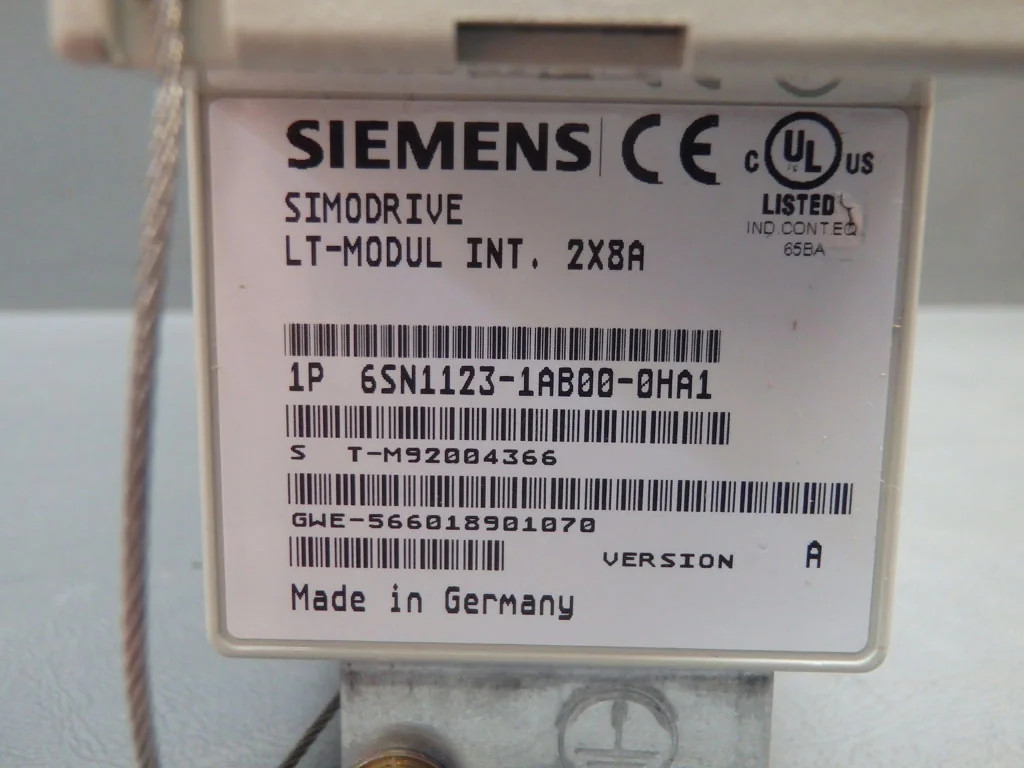 SIEMENS CE C UL US
LISTED
SIMODRIVE
IND.CONT.EQ.
LT-MODUL INT. 2X8A
65BA
1P 6SN1123-1AB00-0HA1
S T-M92004366
GWE-566018901070
VERSION A
Made in Germany